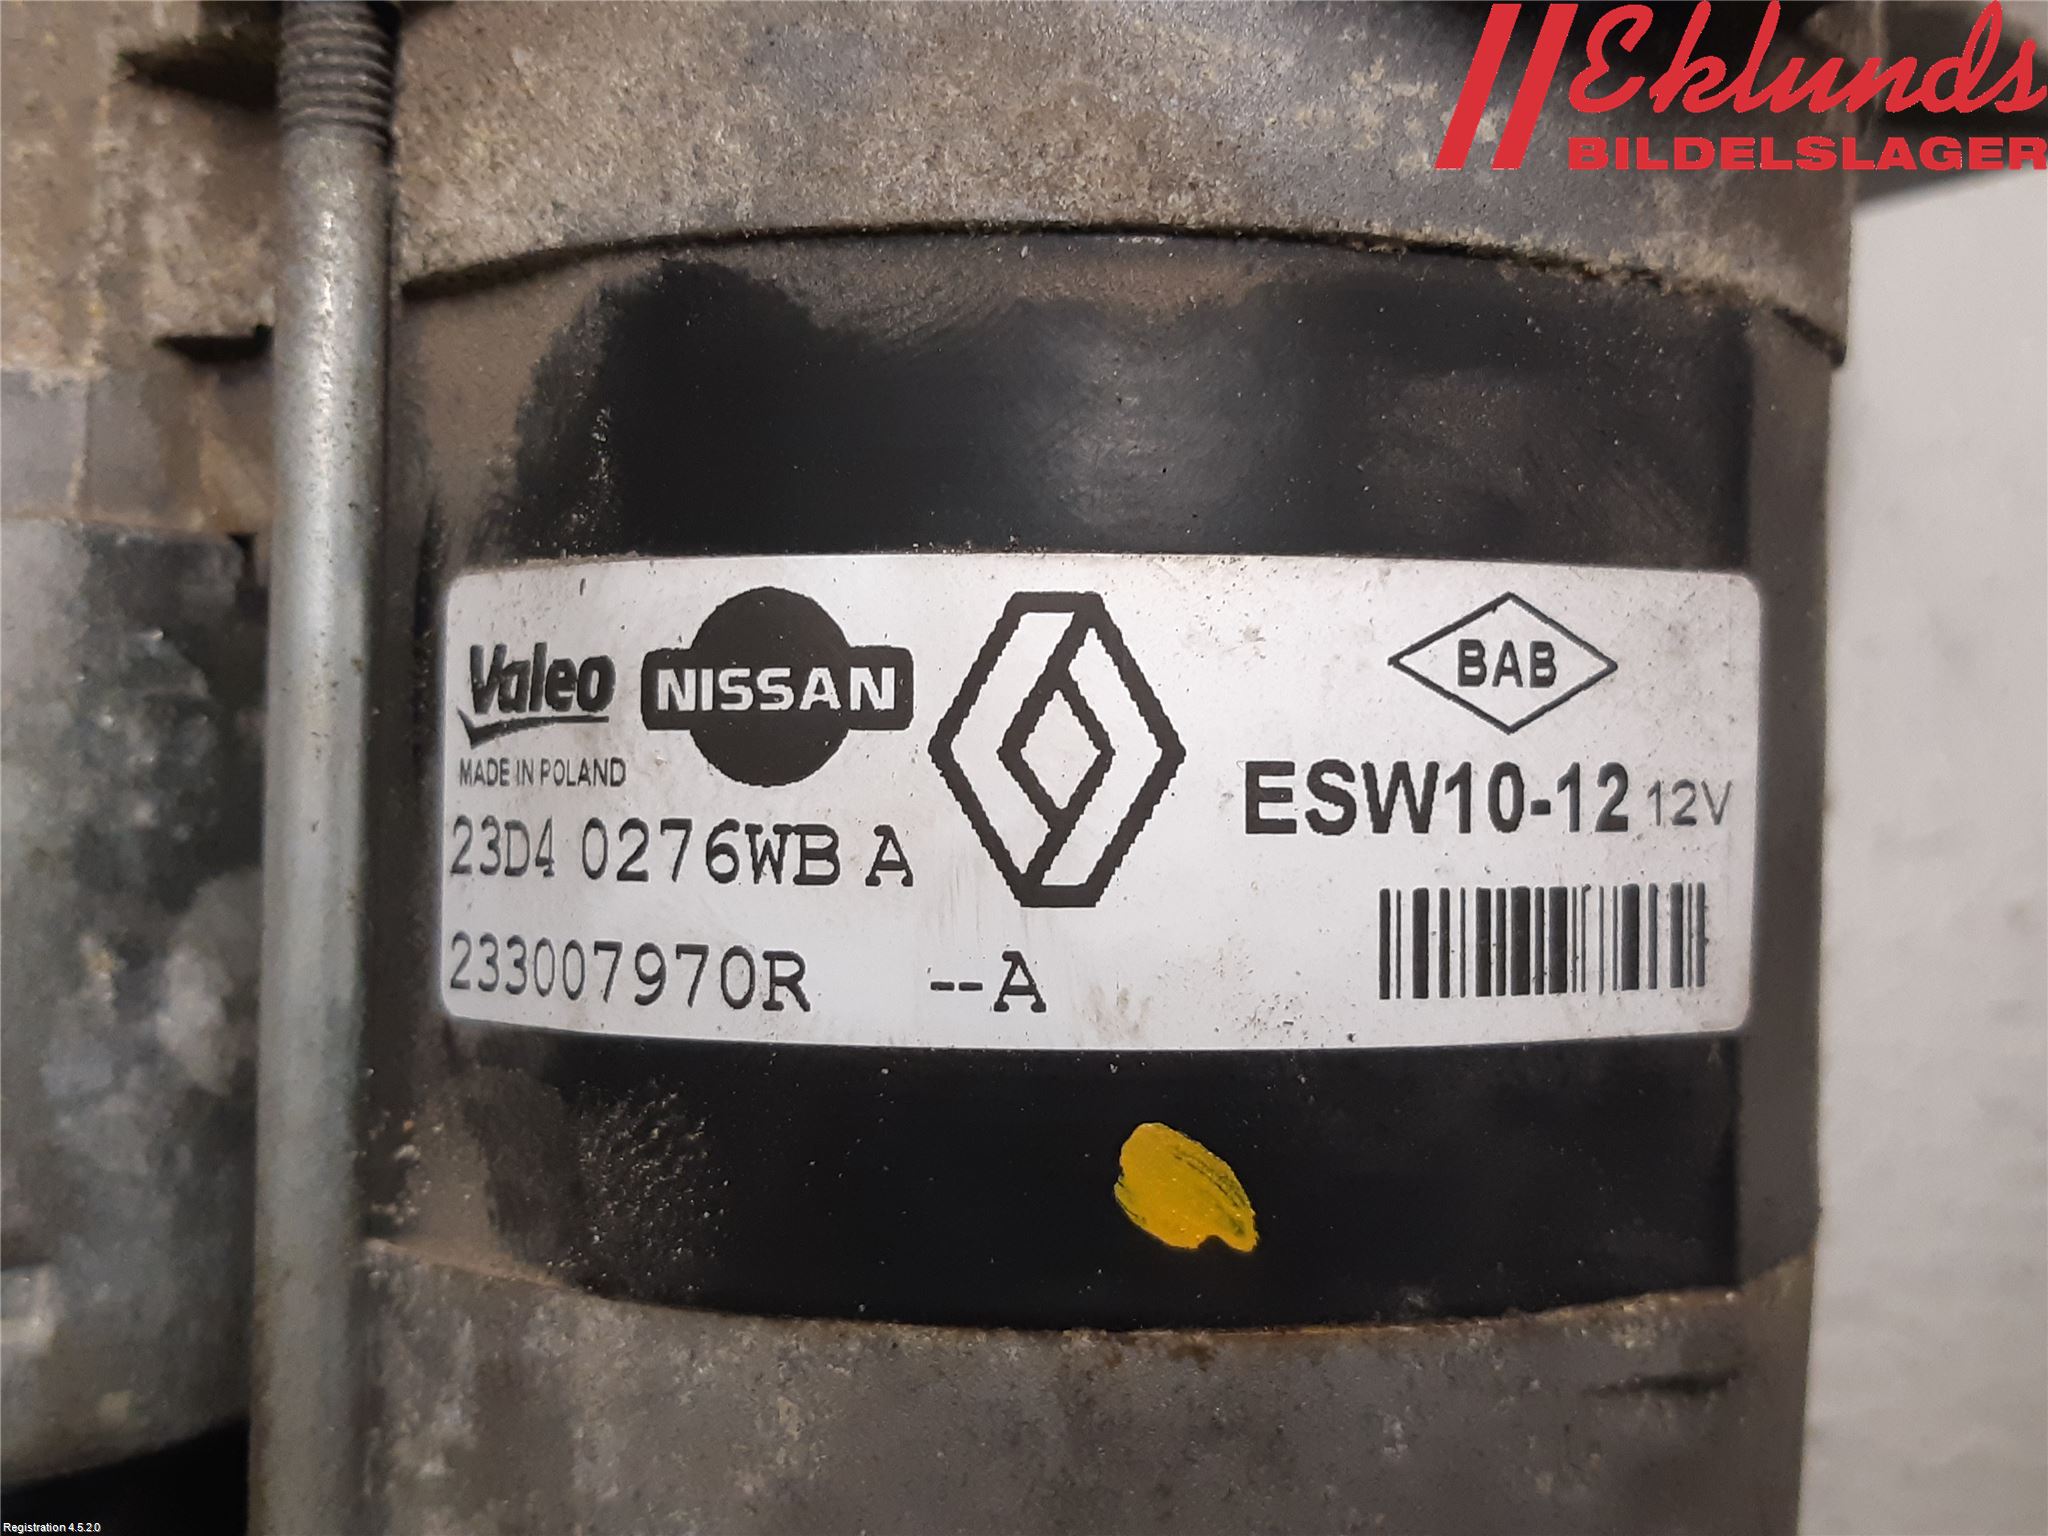 Eklunds
BILDELSLAGER
Valeo
MADE IN POLAND
NISSAN
BAB
ESW10-12 12V
23D4 0276WB A
233007970R --A
Registration 4.5.2.0